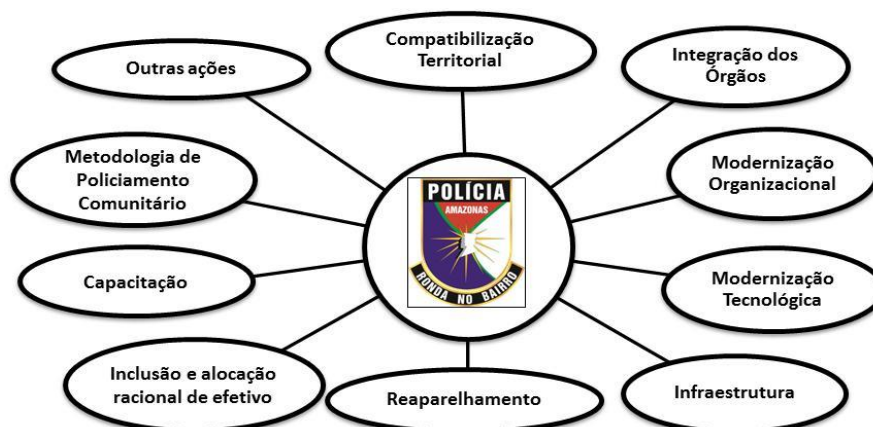 Compatibilização
Territorial
Outras ações
Integração dos
Órgãos
Metodologia de
Policiamento
Comunitário
Modernização
Organizacional
POLÍCIA
AMAZONAS
RONDA NO BAIRRO
Capacitação
Modernização
Tecnológica
Inclusão e alocação
racional de efetivo
Reaparelhamento
Infraestrutura